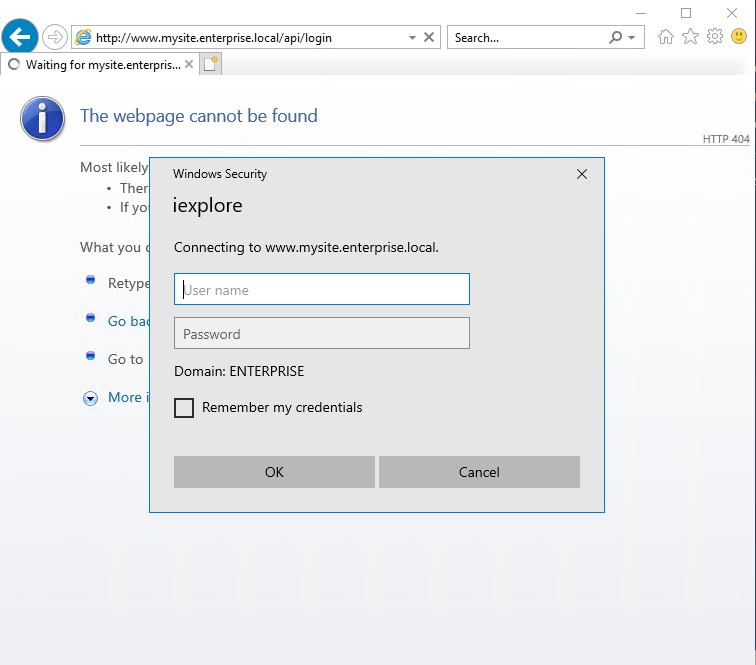 http://www.mysite.enterprise.local/api/login
Search...
Waiting for mysite.enterpris...
The webpage cannot be found
HTTP 404
Most likely
• Ther
• If you
What you c
Retype
Go bac
Go to
More i
Windows Security
iexplore
Connecting to www.mysite.enterprise.local.
User name
Password
Domain: ENTERPRISE
Remember my credentials
OK Cancel